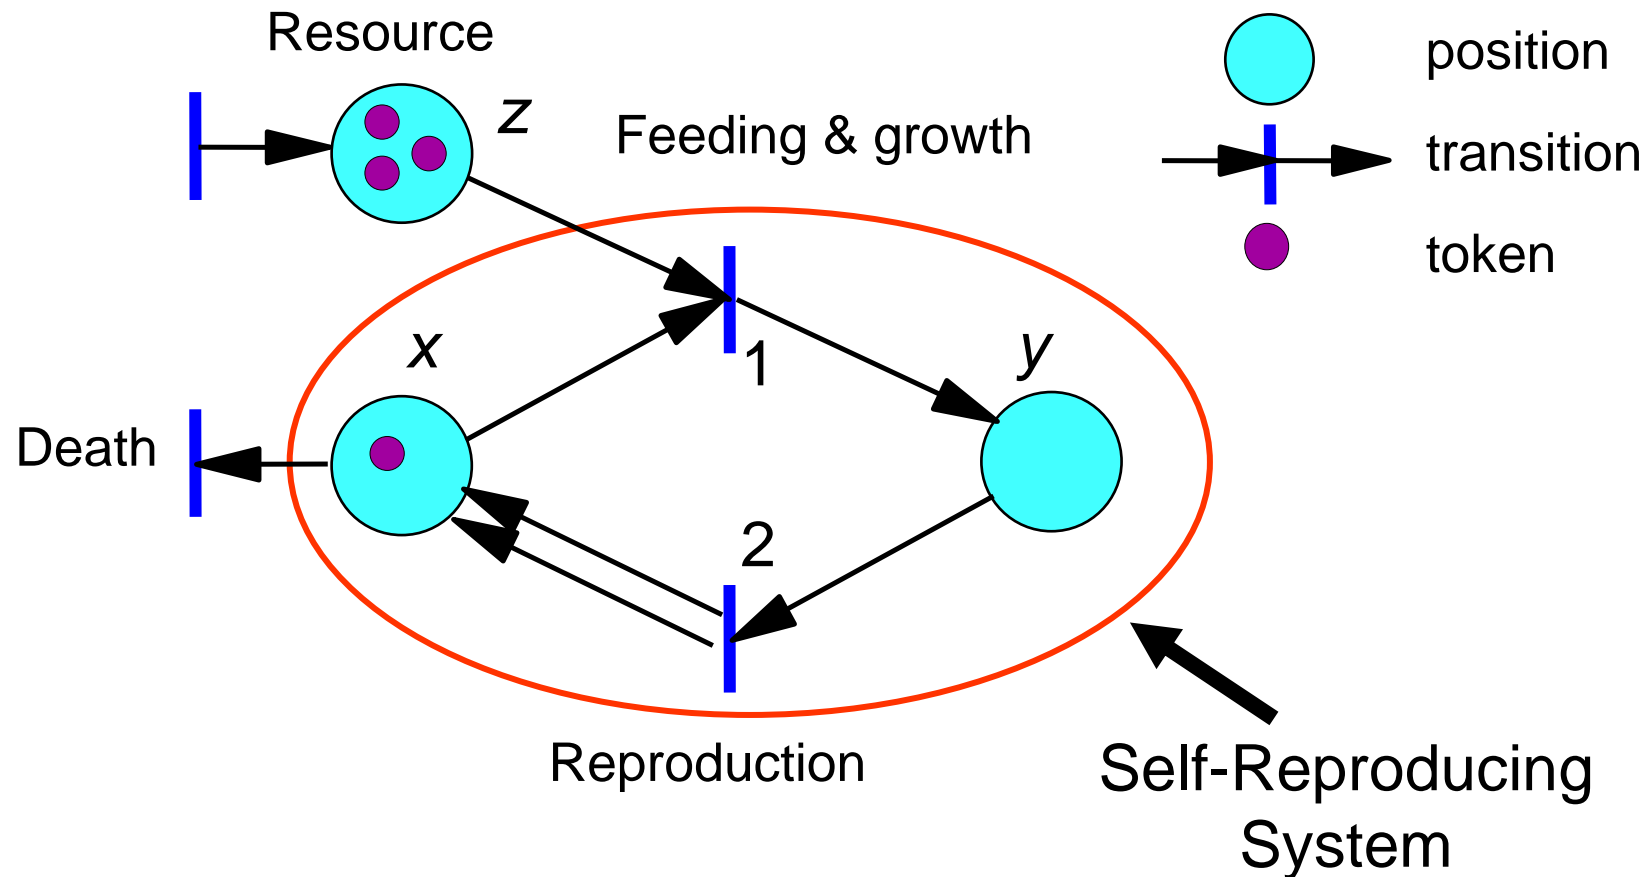 Resource
z
Feeding & growth
position
transition
token
x
1
y
Death
2
Reproduction
Self-Reproducing
System